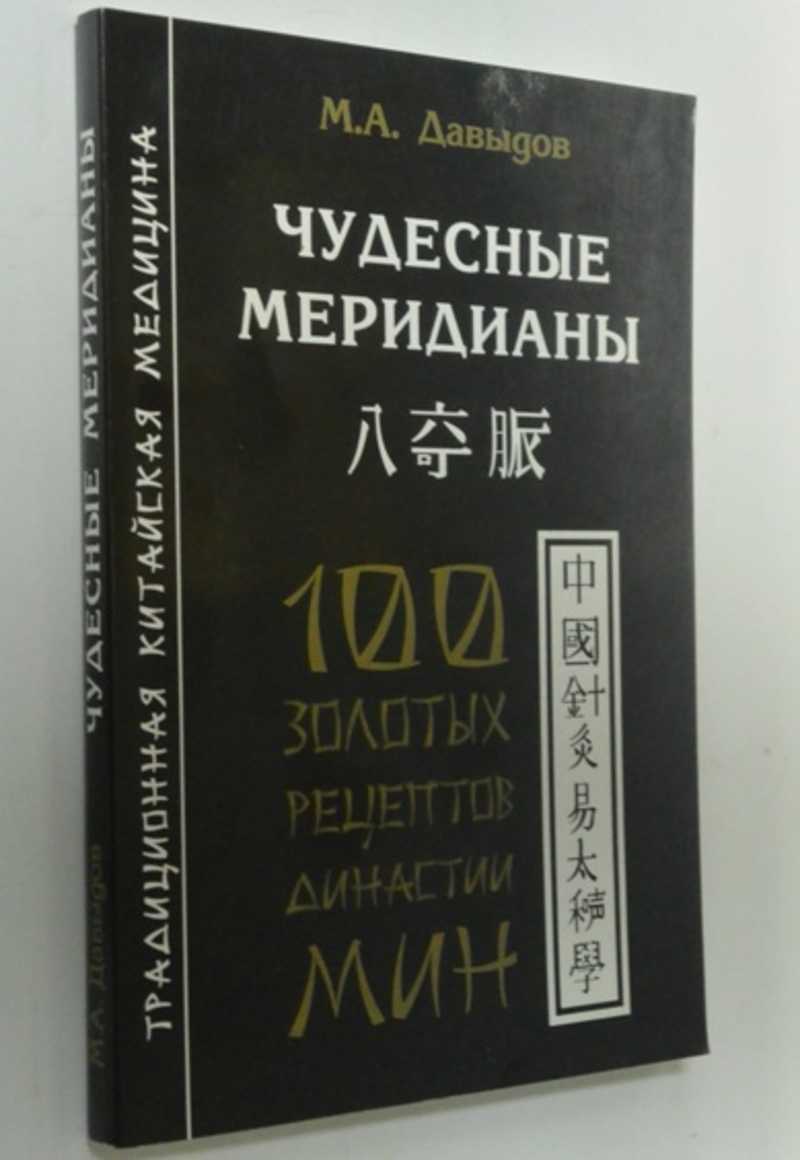 М.А. Давыдов
ЧУДЕСНЫЕ
МЕРИДИАНЫ
八奇脈
100
ЗОЛОТЫХ
РЕЦЕПТОВ
ДИНАСТИИ
МИН
中國針灸易太積學
ТРАДИЦИОННАЯ КИТАЙСКАЯ МЕДИЦИНА
М.А. Давыдов ЧУДЕСНЫЕ МЕРИДИАНЫ